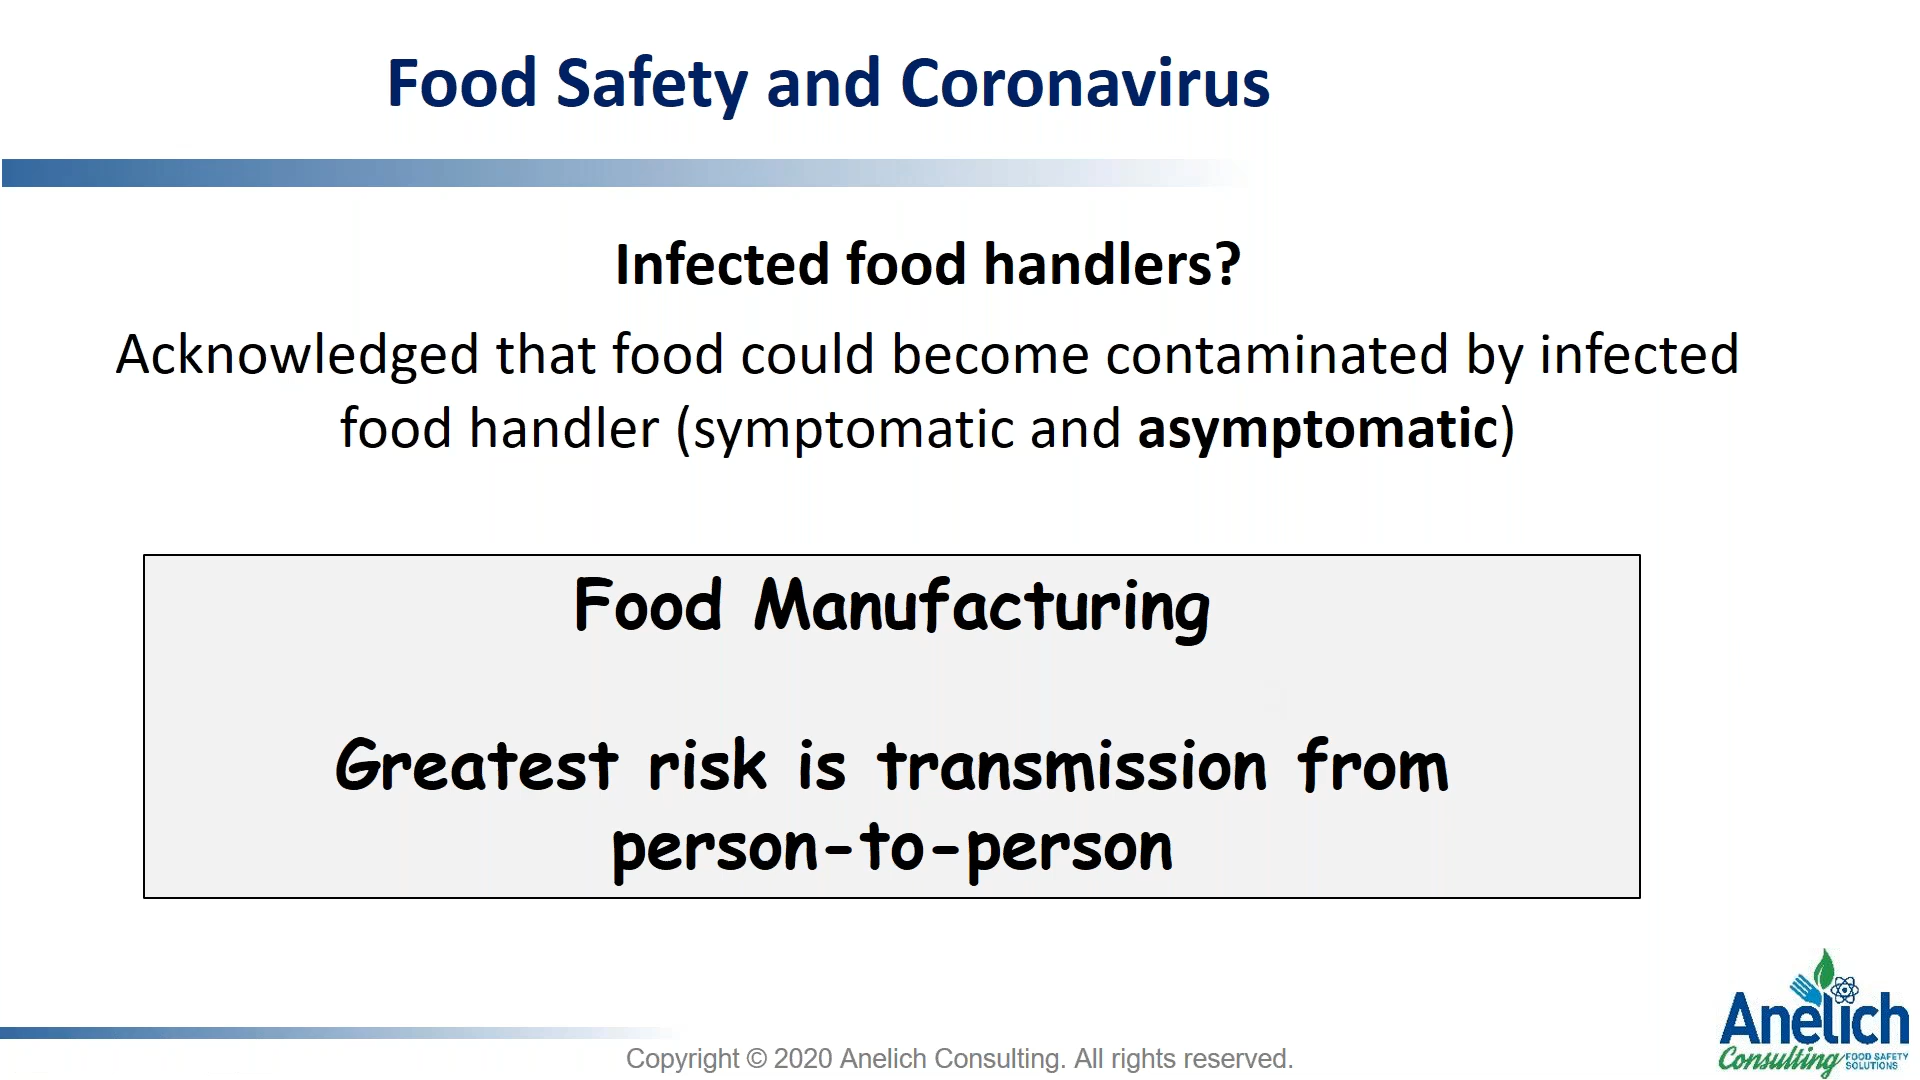 Food Safety and Coronavirus
Infected food handlers?
Acknowledged that food could become contaminated by infected
food handler (symptomatic and asymptomatic)
Food Manufacturing
Greatest risk is transmission from
person-to-person
Anelich
Consulting FOOD SAFETY
SOLUTIONS
Copyright © 2020 Anelich Consulting. All rights reserved.